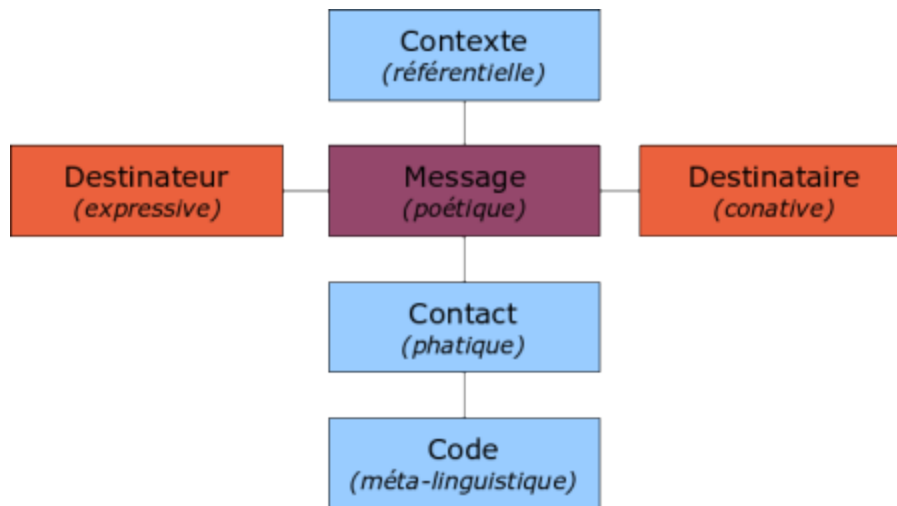 Contexte
(référentielle)
Destinateur
(expressive)
Message
(poétique)
Destinataire
(conative)
Contact
(phatique)
Code
(méta-linguistique)